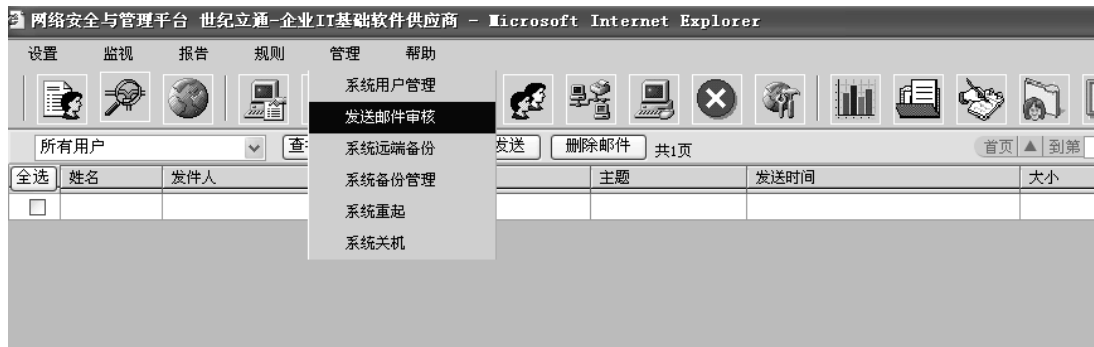 网络安全与管理平台 世纪立通-企业IT基础软件供应商 - Microsoft Internet Explorer
设置 监视 报告 规则 管理 帮助
系统用户管理
发送邮件审核
系统远端备份
系统备份管理
系统重起
系统关机
所有用户 发送 删除邮件 共1页 首页 ▲ 到第
全选 姓名 发件人 主题 发送时间 大小